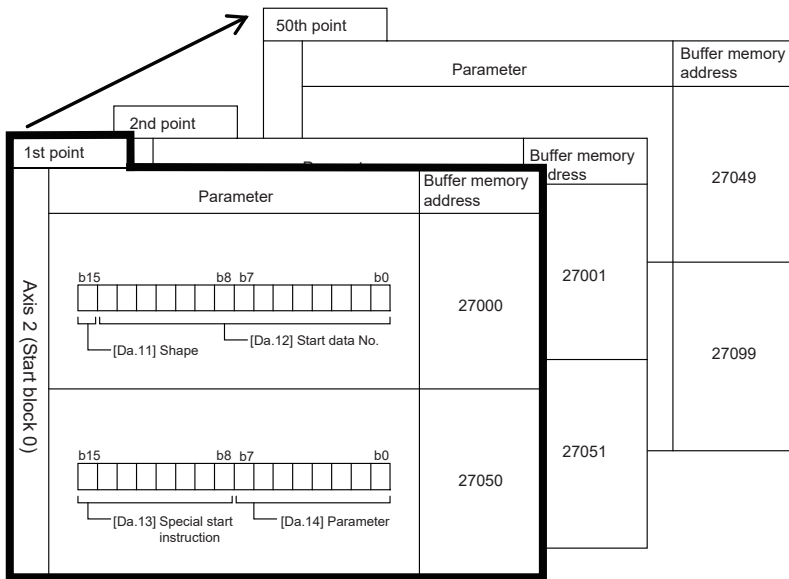 50th point
Parameter
Buffer memory
address
27049
27099
2nd point
Buffer memory
address
27001
27051
1st point
Axis 2 (Start block 0)
Parameter
Buffer memory
address
b15 b8 b7 b0
[Da.11] Shape
[Da.12] Start data No.
27000
b15 b8 b7 b0
[Da.13] Special start
instruction
[Da.14] Parameter
27050